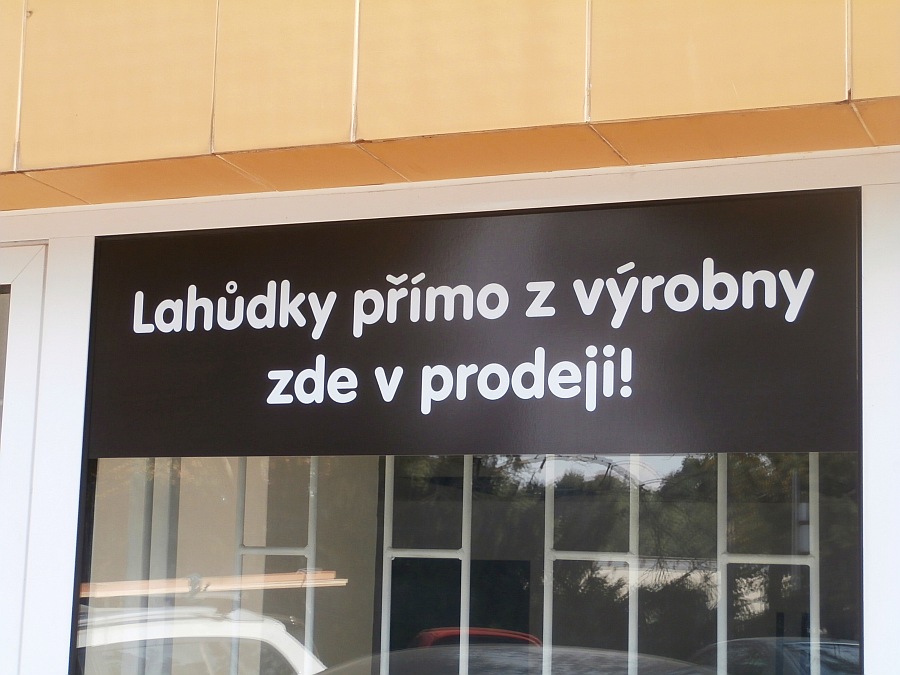 Lahůdky přímo z výrobny
zde v prodeji!